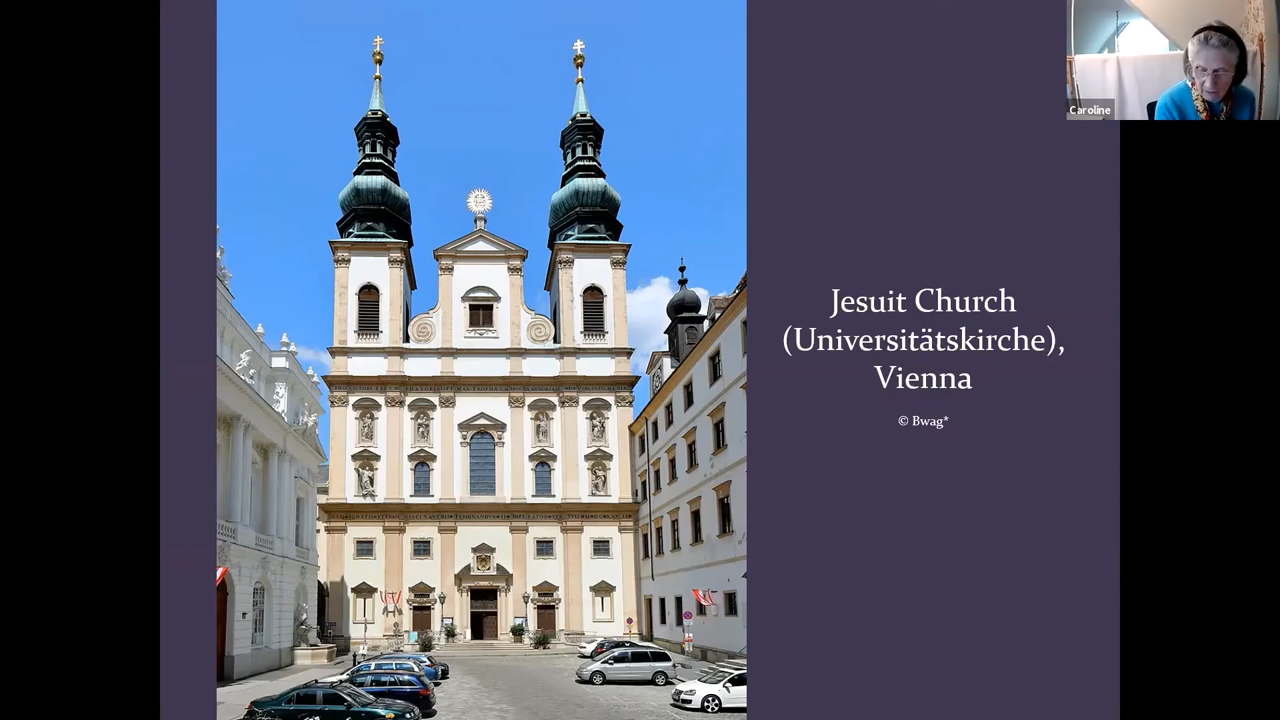 Caroline
Jesuit Church
(Universitätskirche),
Vienna
© Bwag*